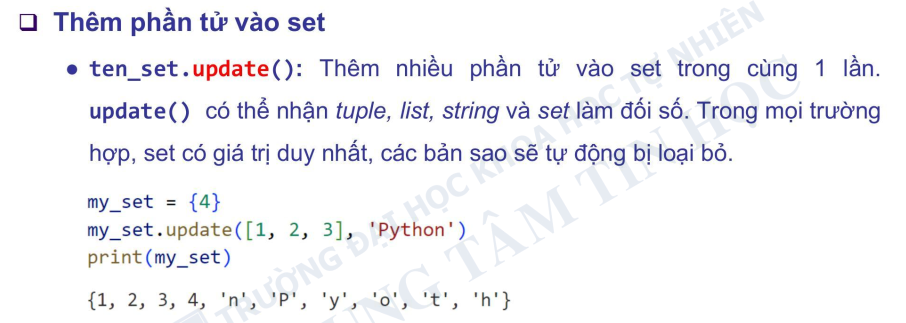 Thêm phần tử vào set
ten_set.update(): Thêm nhiều phần tử vào set trong cùng 1 lần.
update() có thể nhận tuple, list, string và set làm đối số. Trong mọi trường
hợp, set có giá trị duy nhất, các bản sao sẽ tự động bị loại bỏ.
my_set = {4}
my_set.update([1, 2, 3], 'Python')
print(my_set)
{1, 2, 3, 4, 'n', 'P', 'y', 'o', 't', 'h'}
TRƯỜNG ĐẠI HỌC KHOA HỌC TỰ NHIÊN
TÂM TIN HỌC